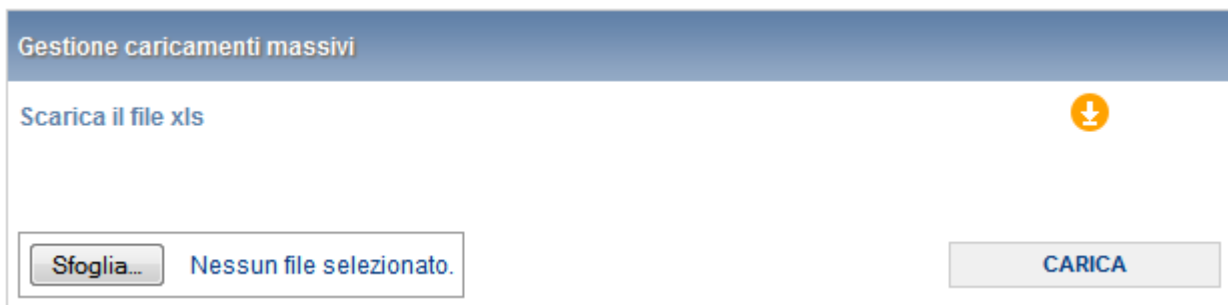 Gestione caricamenti massivi
Scarica il file xls
Sfoglia... Nessun file selezionato. CARICA